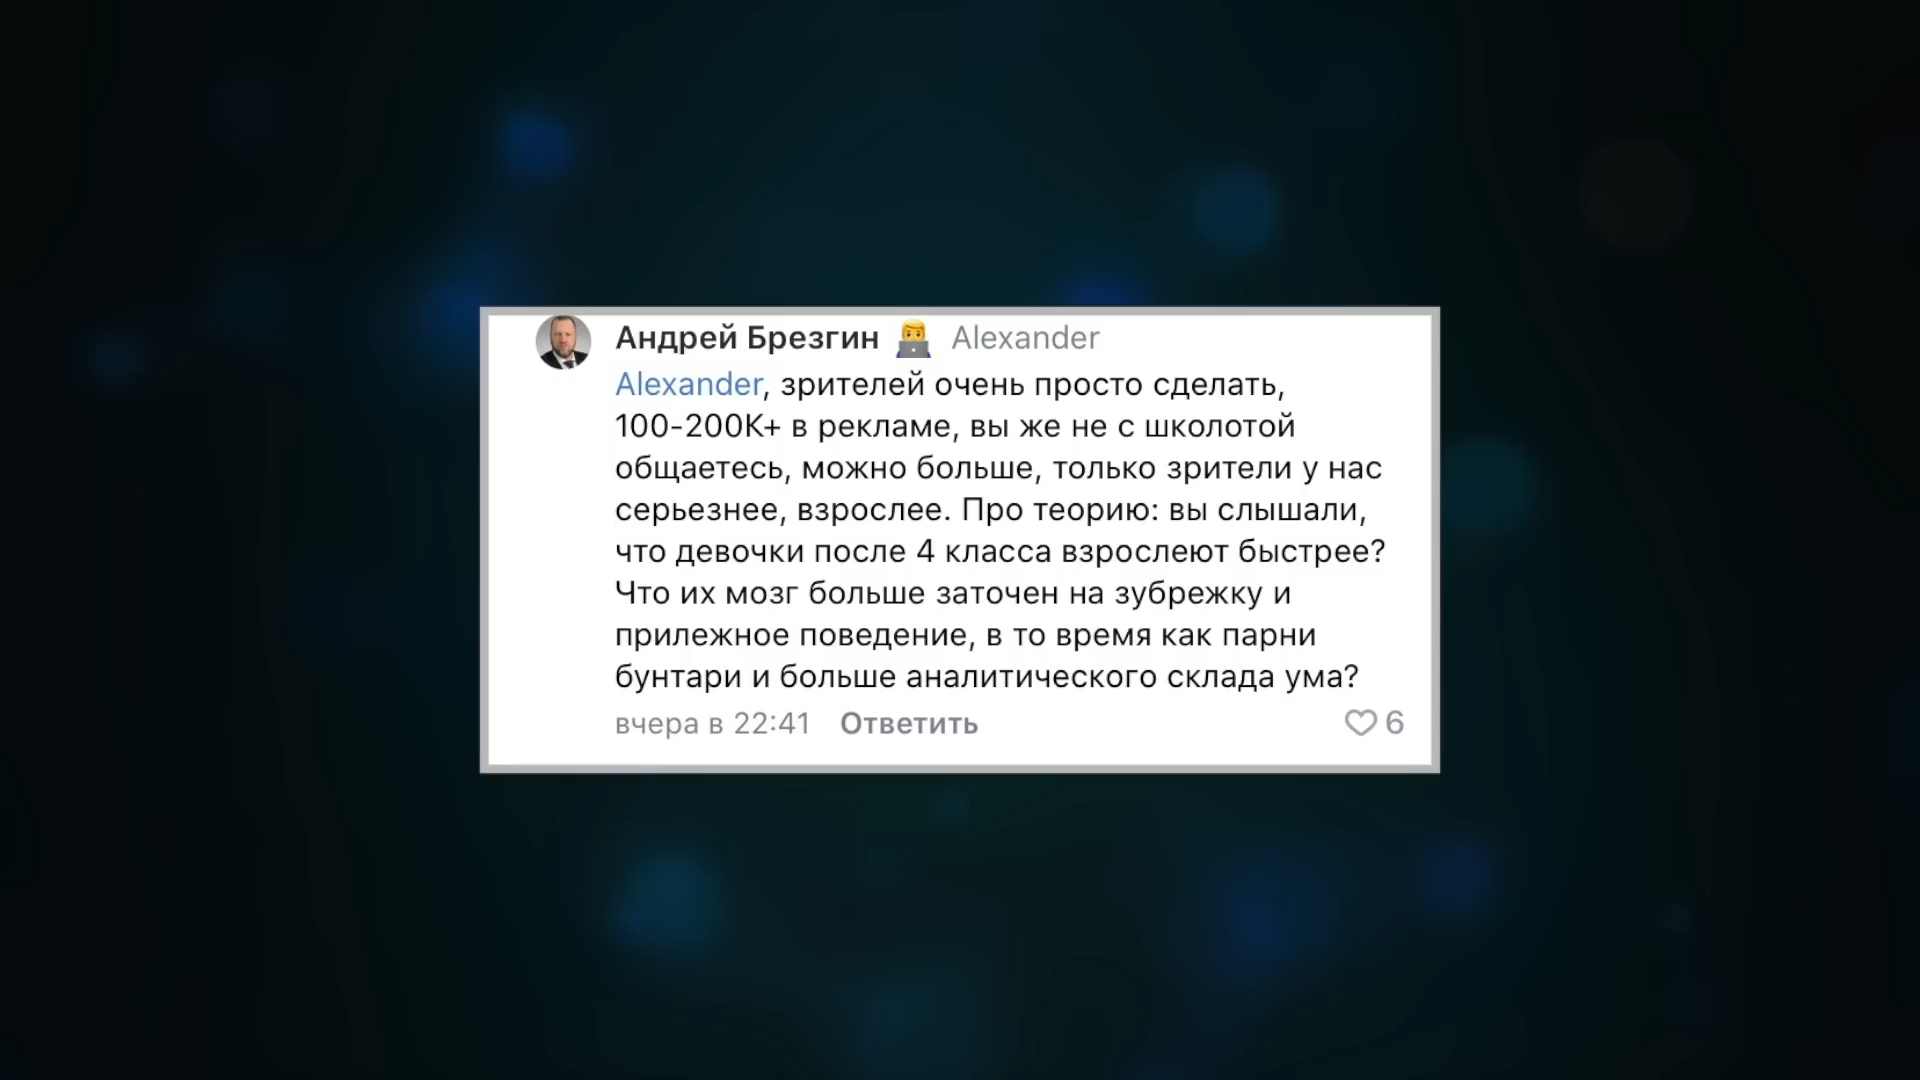 Андрей Брезгин Alexander
Alexander, зрителей очень просто сделать,
100-200К+ в рекламе, вы же не с школотой
общаетесь, можно больше, только зрители у нас
серьезнее, взрослее. Про теорию: вы слышали,
что девочки после 4 класса взрослеют быстрее?
Что их мозг больше заточен на зубрежку и
прилежное поведение, в то время как парни
бунтари и больше аналитического склада ума?
вчера в 22:41 Ответить 6